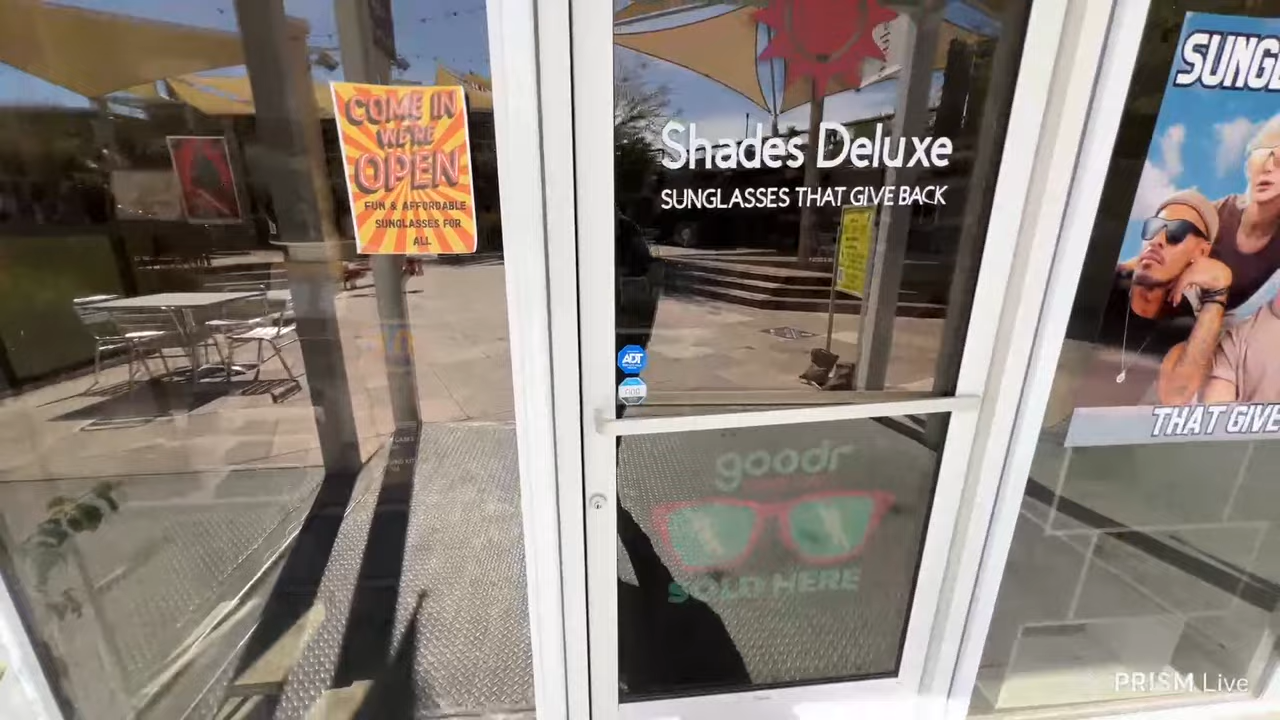 COME IN
WE'RE
OPEN
FUN & AFFORDABLE
SUNGLASSES FOR
ALL
Shades Deluxe
SUNGLASSES THAT GIVE BACK
ADT
goodr
SOLD HERE
SUNGL
THAT GIVE
PRISM Live